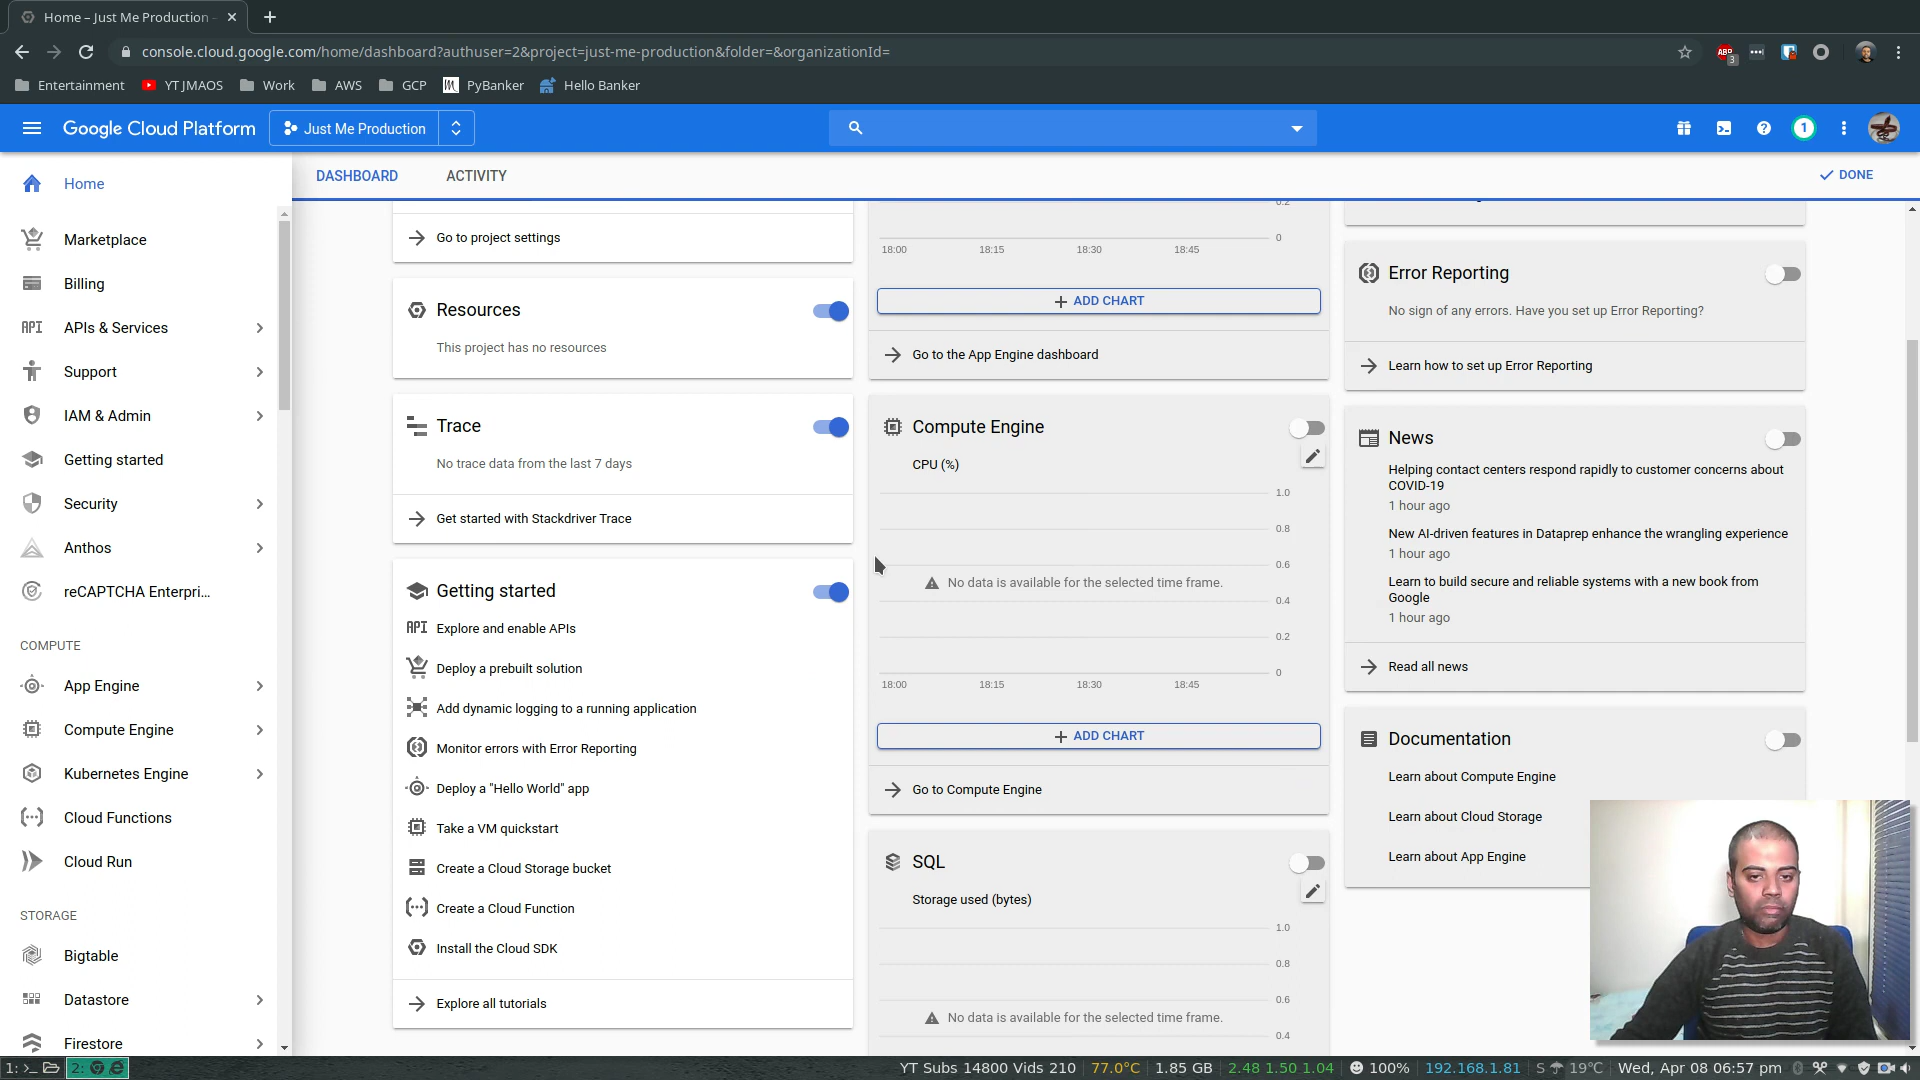 Home – Just Me Production –
console.cloud.google.com/home/dashboard?authuser=2&project=just-me-production&folder=&organizationId=
ABP
3
Entertainment
YT JMAOS
Work
AWS
GCP
PyBanker
Hello Banker
Google Cloud Platform
Just Me Production
1
Home
DASHBOARD
ACTIVITY
DONE
Marketplace
Billing
API
APIs & Services
Support
IAM & Admin
Getting started
Security
Anthos
reCAPTCHA Enterpri...
COMPUTE
App Engine
Compute Engine
Kubernetes Engine
Cloud Functions
Cloud Run
STORAGE
Bigtable
Datastore
Firestore
Go to project settings
Resources
This project has no resources
Trace
No trace data from the last 7 days
Get started with Stackdriver Trace
Getting started
API
Explore and enable APIs
Deploy a prebuilt solution
Add dynamic logging to a running application
Monitor errors with Error Reporting
Deploy a "Hello World" app
Take a VM quickstart
Create a Cloud Storage bucket
Create a Cloud Function
Install the Cloud SDK
Explore all tutorials
0.2
0
18:00 18:15 18:30 18:45
ADD CHART
Go to the App Engine dashboard
Compute Engine
CPU (%)
1.0
0.8
0.6
No data is available for the selected time frame.
0.4
0.2
0
18:00 18:15 18:30 18:45
ADD CHART
Go to Compute Engine
SQL
Storage used (bytes)
1.0
0.8
0.6
No data is available for the selected time frame.
0.4
Error Reporting
No sign of any errors. Have you set up Error Reporting?
Learn how to set up Error Reporting
News
Helping contact centers respond rapidly to customer concerns about
COVID-19
1 hour ago
New AI-driven features in Dataprep enhance the wrangling experience
1 hour ago
Learn to build secure and reliable systems with a new book from
Google
1 hour ago
Read all news
Documentation
Learn about Compute Engine
Learn about Cloud Storage
Learn about App Engine
1: 2: YT Subs 14800 Vids 210 77.0°C 1.85 GB 2.48 1.50 1.04 100% 192.168.1.81 S 19°C Wed, Apr 08 06:57 pm